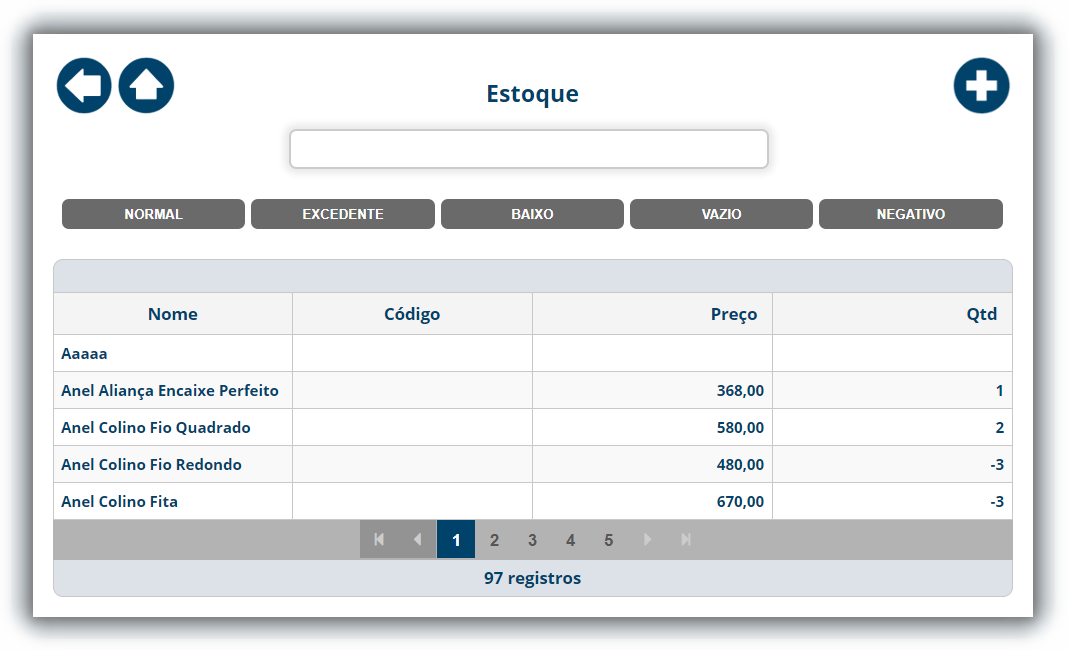 Estoque
NORMAL EXCEDENTE BAIXO VAZIO NEGATIVO
Nome Código Preço Qtd
Aaaaa
Anel Aliança Encaixe Perfeito 368,00 1
Anel Colino Fio Quadrado 580,00 2
Anel Colino Fio Redondo 480,00 -3
Anel Colino Fita 670,00 -3
1 2 3 4 5
97 registros